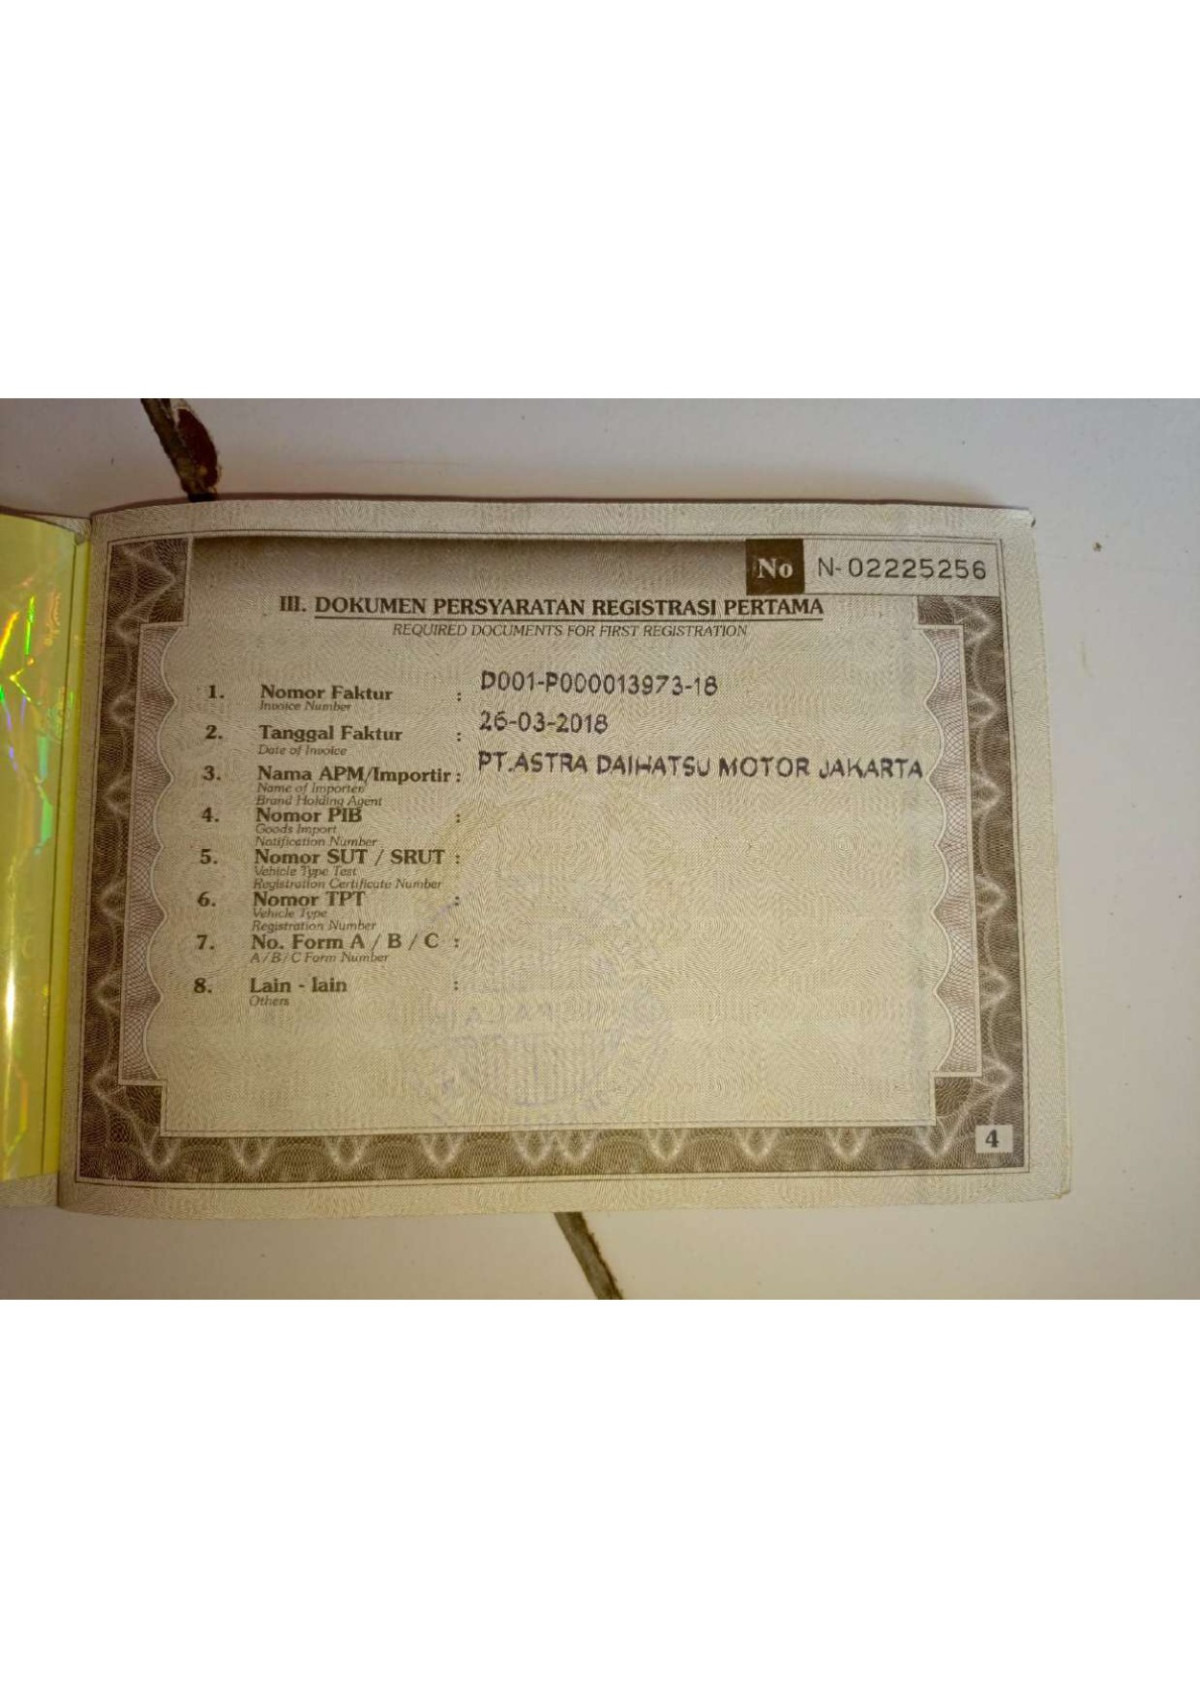 No N-02225256
III. DOKUMEN PERSYARATAN REGISTRASI PERTAMA
REQUIRED DOCUMENTS FOR FIRST REGISTRATION
1. Nomor Faktur : D001-P000013973-18
Invoice Number
2. Tanggal Faktur : 26-03-2018
Date of Invoice
3. Nama APM/Importir : PT.ASTRA DAIHATSU MOTOR JAKARTA
Name of Importer
Brand Holding Agent
4. Nomor PIB :
Goods Import
Notification Number
5. Nomor SUT / SRUT :
Vehicle Type Test
Registration Certificate Number
6. Nomor TPT :
Vehicle Type
Registration Number
7. No. Form A / B / C :
A / B / C Form Number
8. Lain - lain :
Others
4